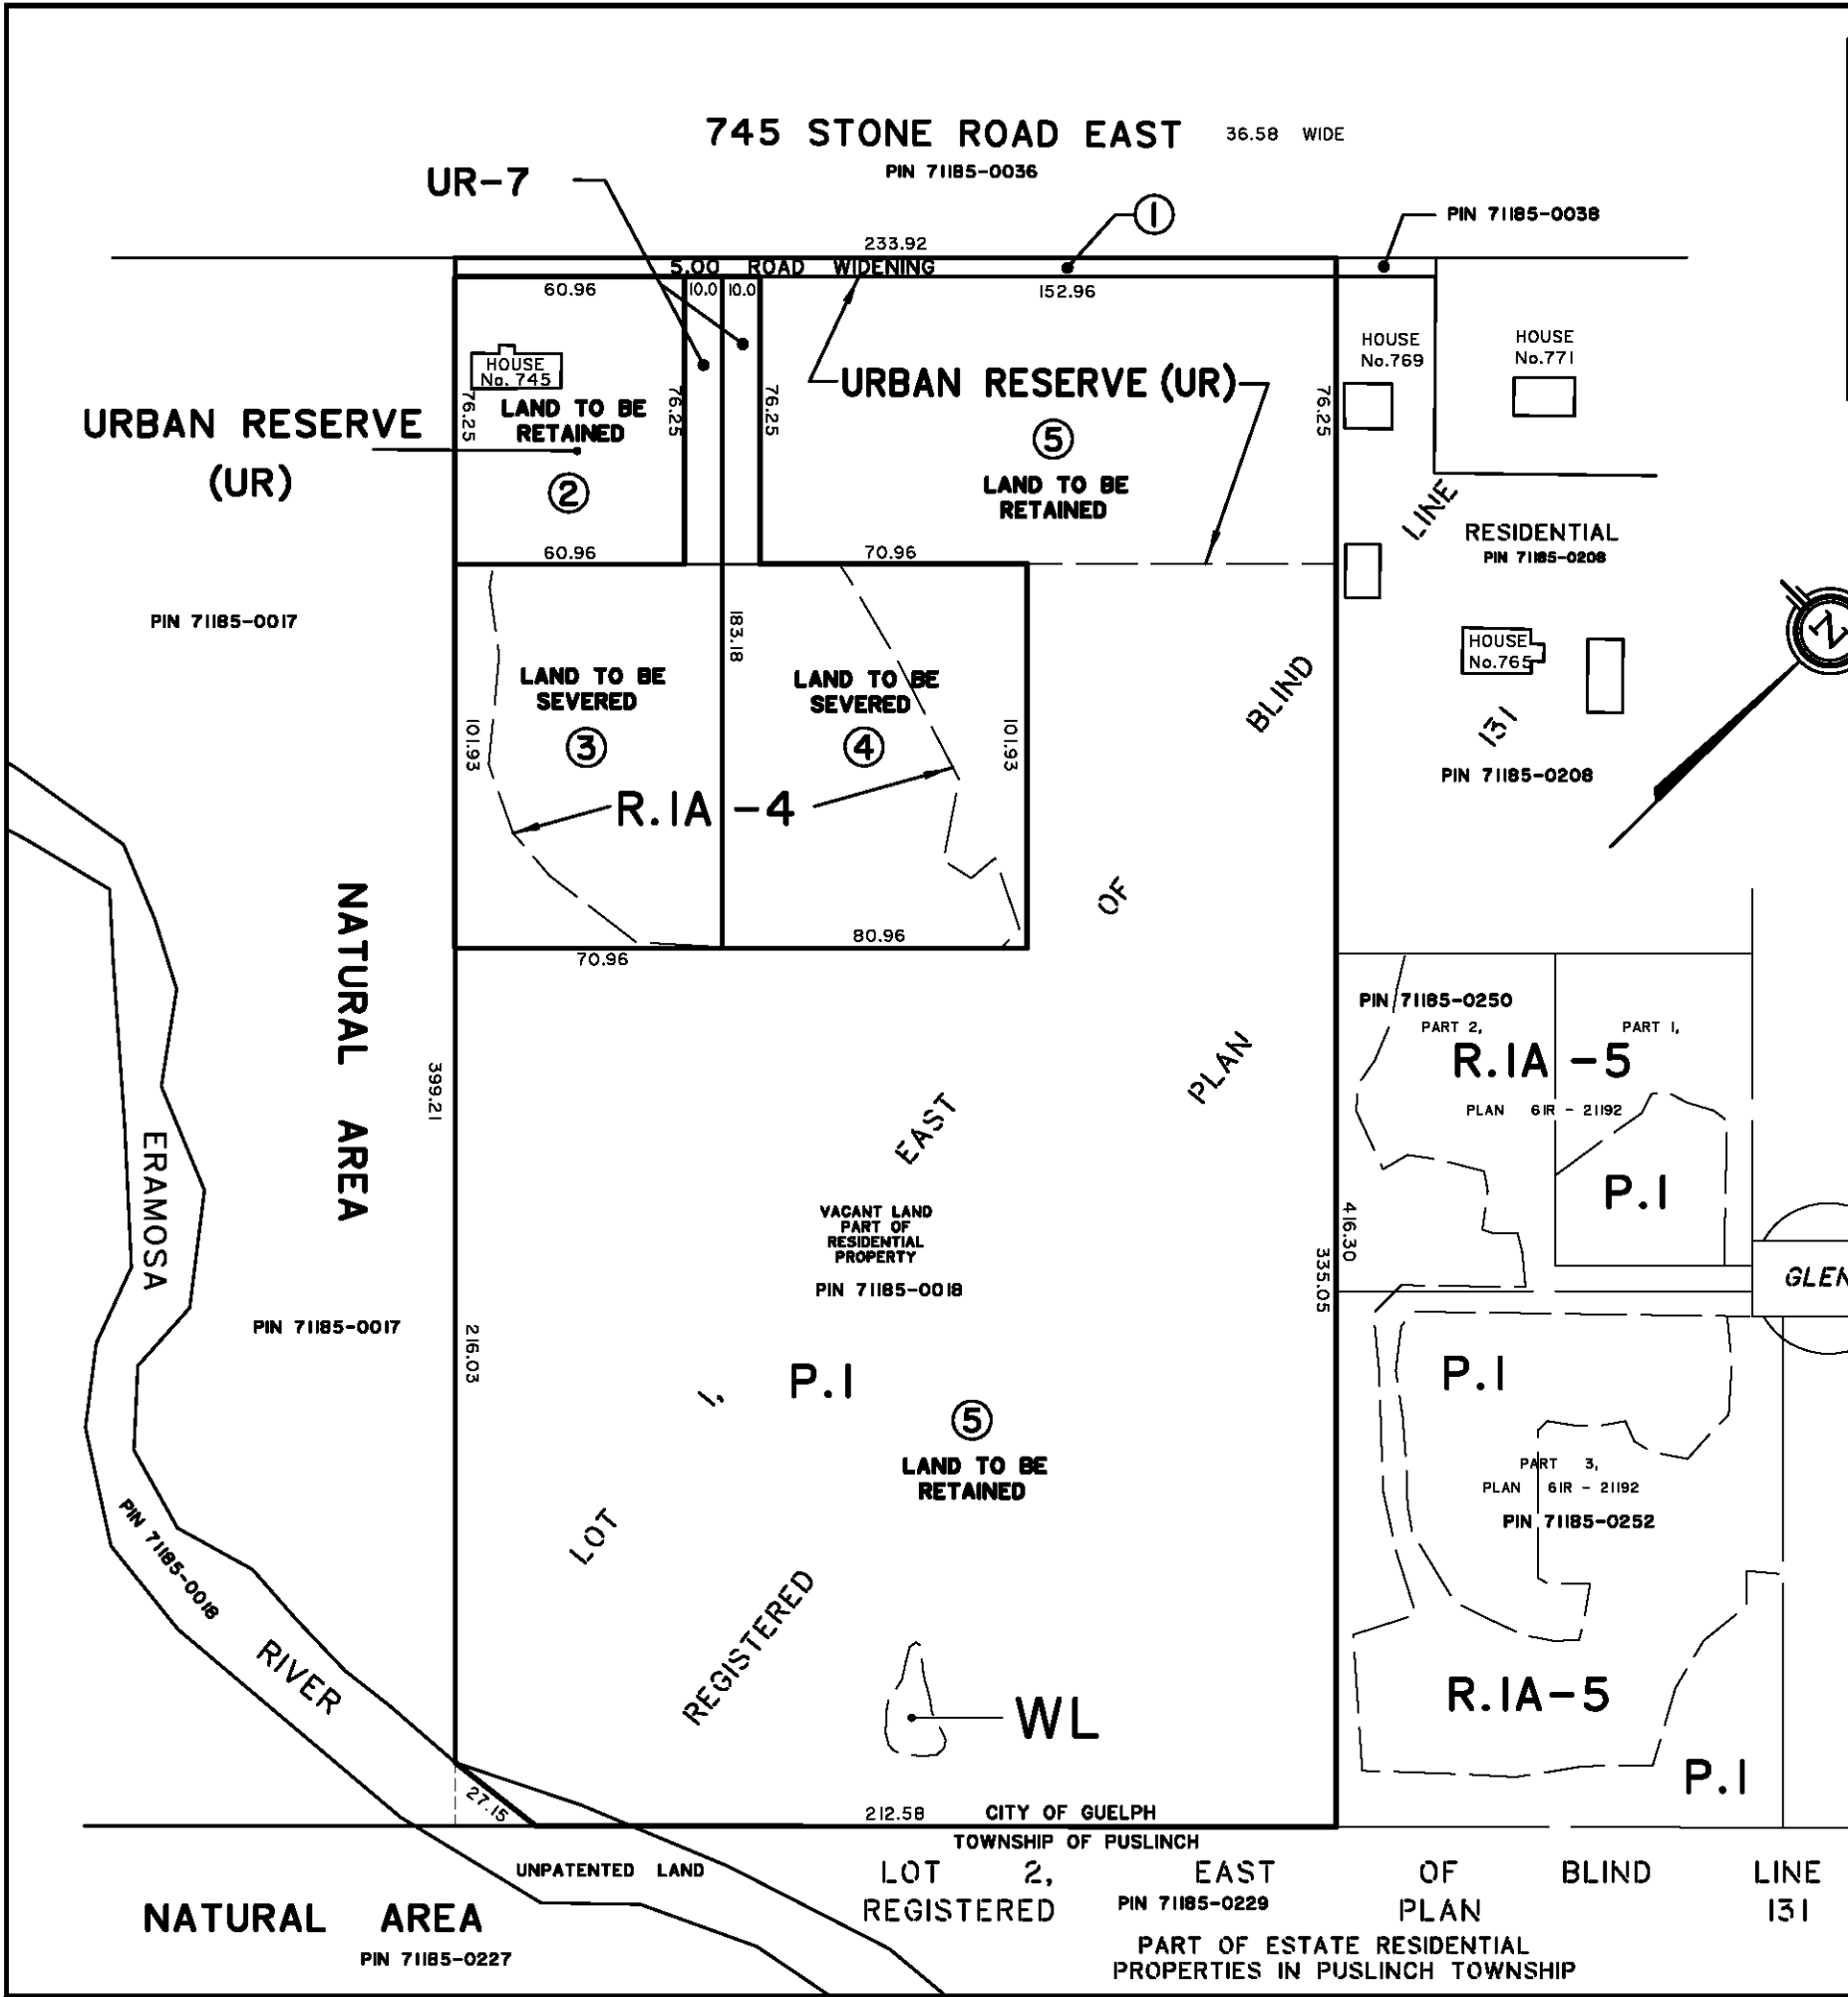 745 STONE ROAD EAST 36.58 WIDE
PIN 71185-0036
UR-7
1
PIN 71185-0038
233.92
5.00 ROAD WIDENING
60.96
10.0
10.0
152.96
HOUSE
No. 745
76.25
LAND TO BE
RETAINED
2
76.25
76.25
URBAN RESERVE (UR)
5
LAND TO BE
RETAINED
76.25
HOUSE
No.769
HOUSE
No.771
URBAN RESERVE
(UR)
60.96
70.96
RESIDENTIAL
PIN 71185-0208
PIN 71185-0017
183.18
HOUSE
No.765
N
LAND TO BE
SEVERED
3
LAND TO BE
SEVERED
4
101.93
101.93
R.1A -4
PIN 71185-0208
80.96
70.96
NATURAL AREA
399.21
PIN 71185-0250
PART 2,
PART 1,
R.1A -5
PLAN 61R - 21192
P.1
ERAMOSA
RIVER
PIN 71185-0018
VACANT LAND
PART OF
RESIDENTIAL
PROPERTY
PIN 71185-0018
416.30
335.05
GLEN
PIN 71185-0017
216.03
P.1
P.1
5
LAND TO BE
RETAINED
PART 3,
PLAN 61R - 21192
PIN 71185-0252
LOT 1, EAST OF BLIND LINE
REGISTERED PLAN 131
WL
R.1A-5
P.1
27.15
212.58
CITY OF GUELPH
TOWNSHIP OF PUSLINCH
UNPATENTED LAND
LOT 2, EAST OF BLIND LINE
REGISTERED PLAN 131
PIN 71185-0229
NATURAL AREA
PIN 71185-0227
PART OF ESTATE RESIDENTIAL
PROPERTIES IN PUSLINCH TOWNSHIP